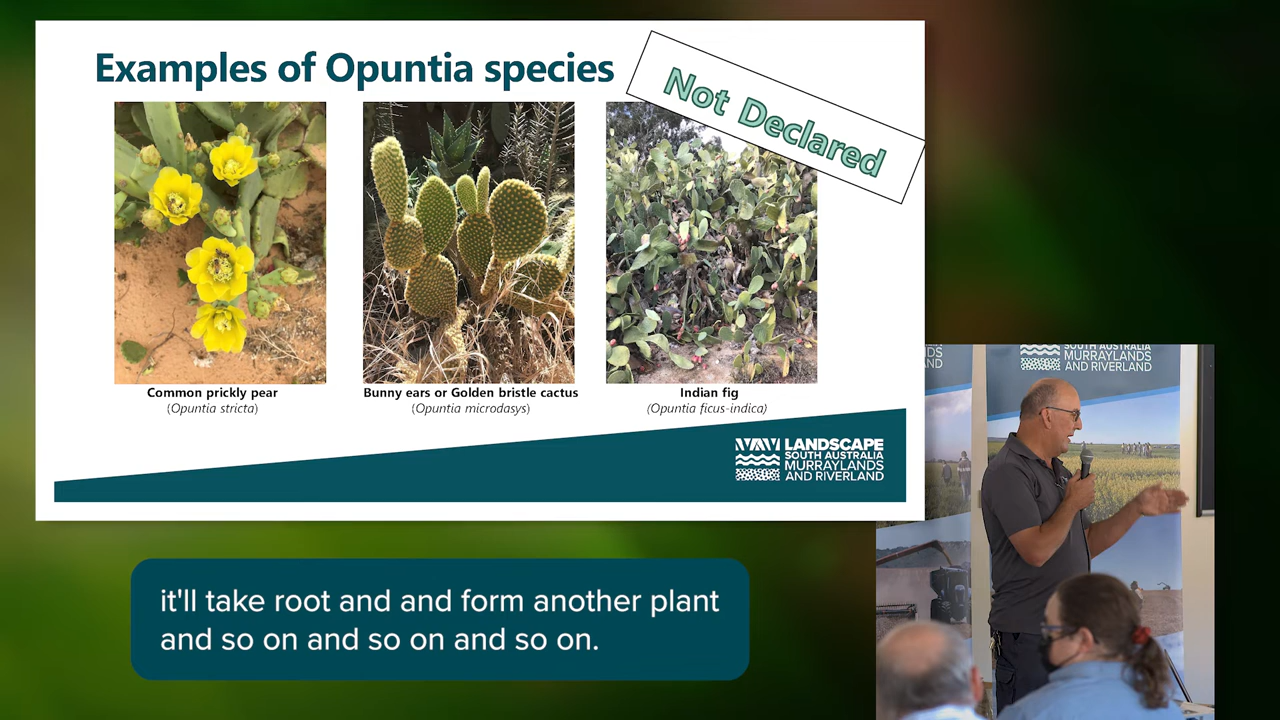 Examples of Opuntia species
Not Declared
Common prickly pear
(Opuntia stricta)
Bunny ears or Golden bristle cactus
(Opuntia microdasys)
Indian fig
(Opuntia ficus-indica)
LANDSCAPE
SOUTH AUSTRALIA
MURRAYLANDS
AND RIVERLAND
SOUTH AUSTRALIA
MURRAYLANDS
AND RIVERLAND
NDS
AND
it'll take root and and form another plant
and so on and so on and so on.